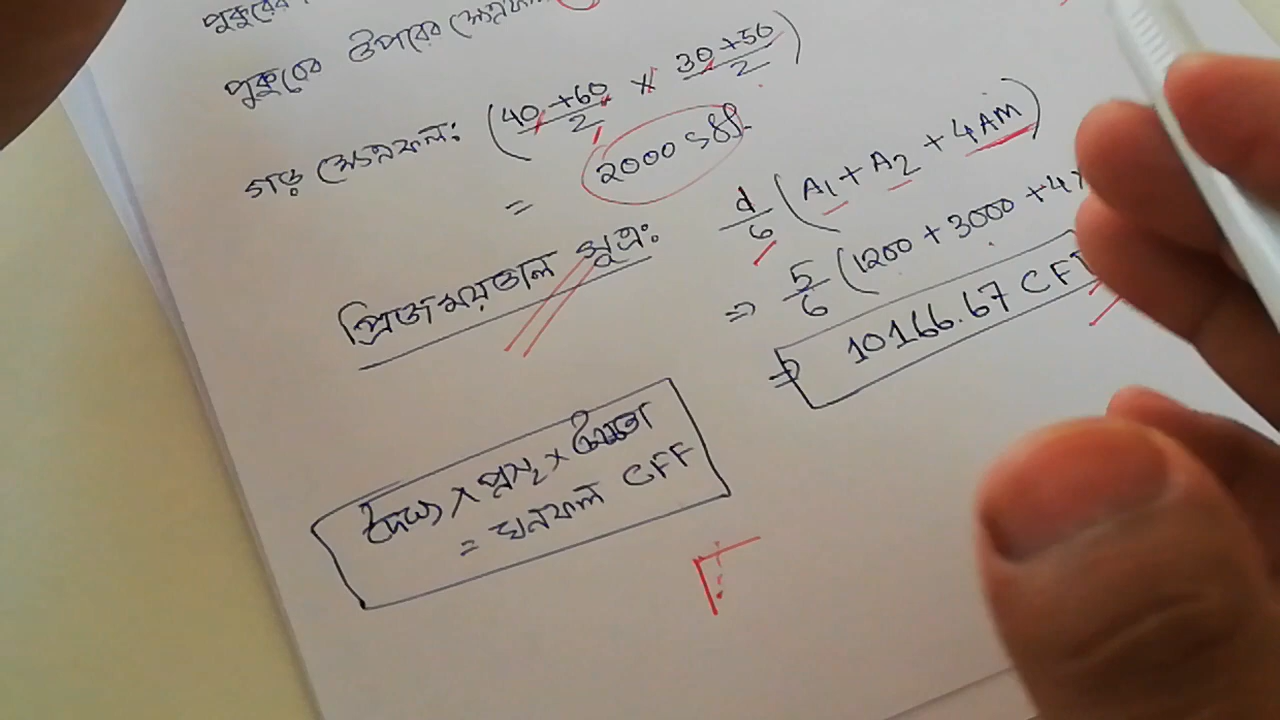 পুকুরের
পুকুরের উপরের ক্ষেত্রফল
গড় ক্ষেত্রফল: (40+60/2 × 30+50/2)
= 2000 sft
প্রিজময়ডাল সুত্র: d/6 (A1 + A2 + 4AM)
⇒ 5/6 (1200 + 3000 + 4×
⇒ 10166.67 CFT
দৈর্ঘ্য × প্রস্থ × উচ্চতা
= ঘনফল CFF